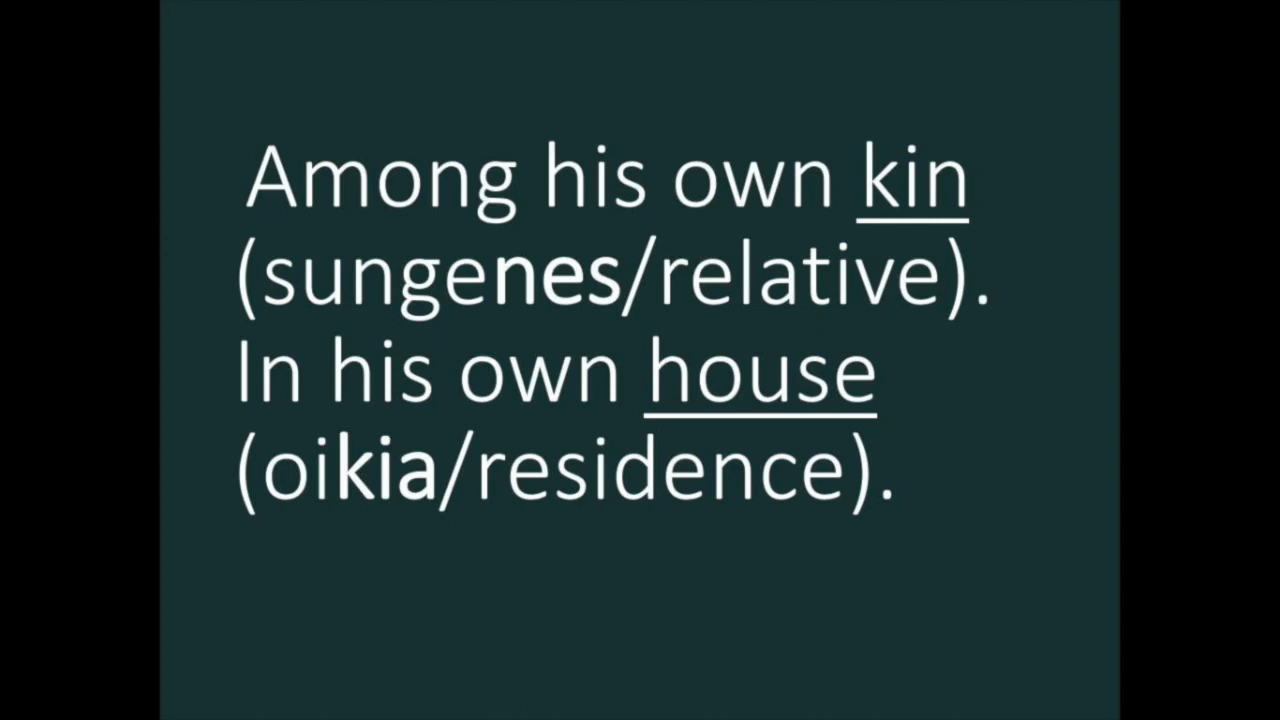 Among his own kin
(sungenes/relative).
In his own house
(oikia/residence).